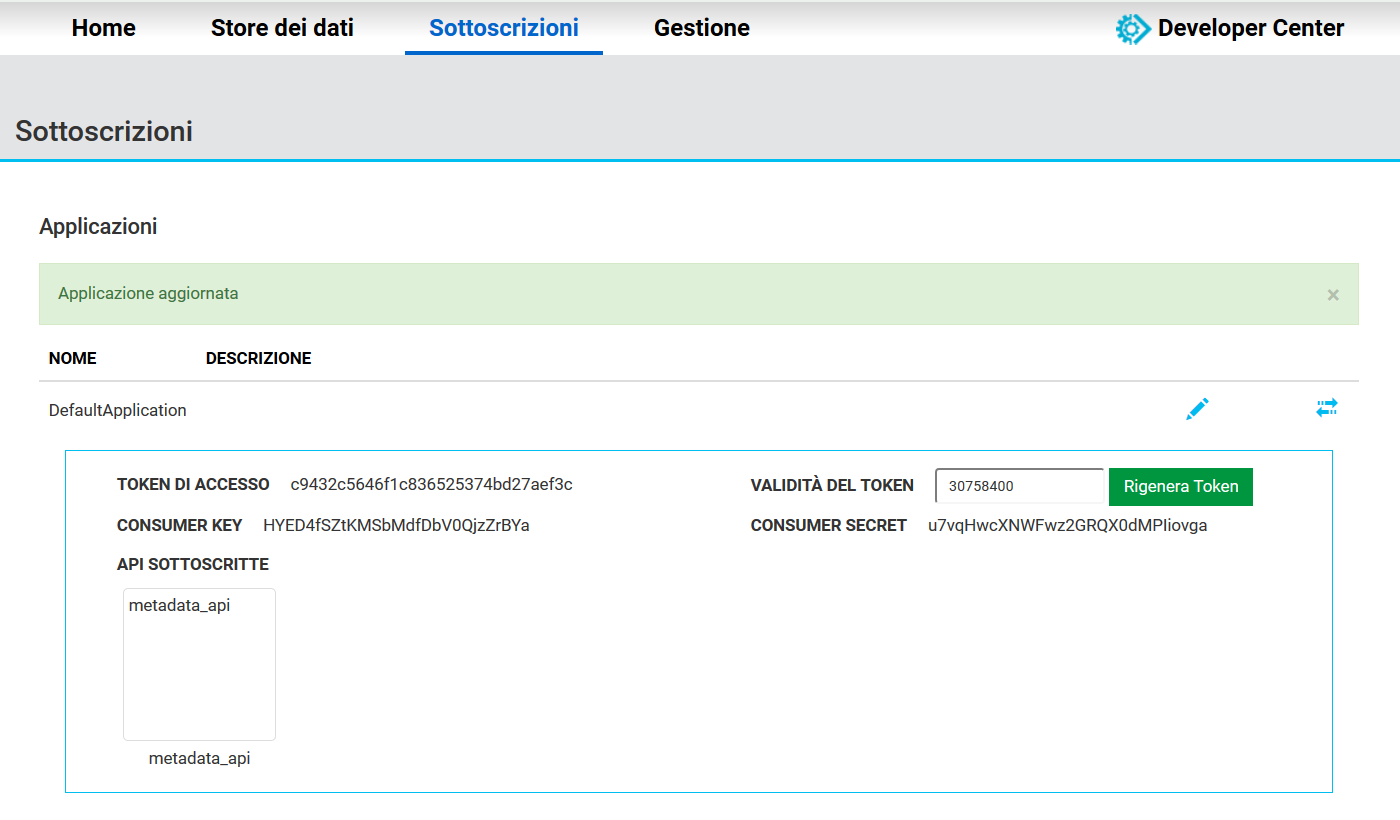 Home Store dei dati Sottoscrizioni Gestione Developer Center
Sottoscrizioni
Applicazioni
Applicazione aggiornata ×
NOME DESCRIZIONE
DefaultApplication
TOKEN DI ACCESSO c9432c5646f1c836525374bd27aef3c VALIDITÀ DEL TOKEN 30758400 Rigenera Token
CONSUMER KEY HYED4fSZtKMSbMdfDbV0QjzZrBYa CONSUMER SECRET u7vqHwcXNWFwz2GRQX0dMPIiovga
API SOTTOSCRITTE
metadata_api
metadata_api